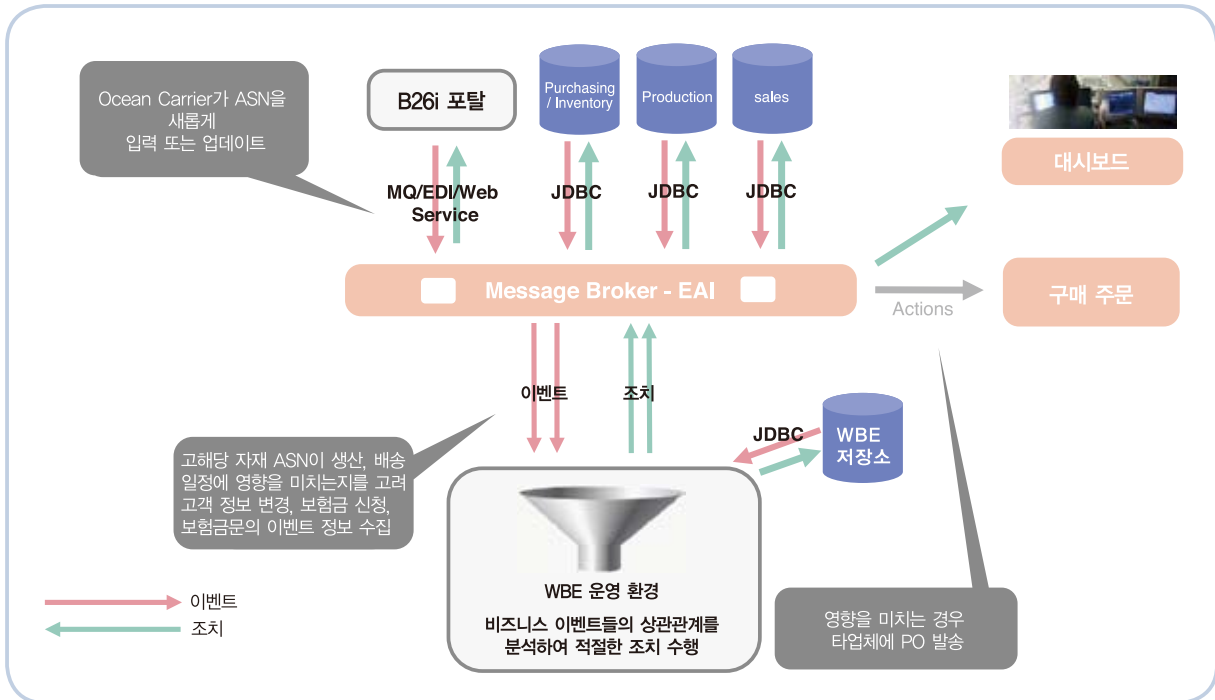 Ocean Carrier가 ASN을
새롭게
입력 또는 업데이트
B26i 포탈
Purchasing
/ Inventory
Production
sales
대시보드
MQ/EDI/Web
Service
JDBC
JDBC
JDBC
Message Broker - EAI
Actions
구매 주문
이벤트
조치
고해당 자재 ASN이 생산, 배송
일정에 영향을 미치는지를 고려
고객 정보 변경, 보험금 신청,
보험금문의 이벤트 정보 수집
JDBC
WBE
저장소
WBE 운영 환경
비즈니스 이벤트들의 상관관계를
분석하여 적절한 조치 수행
이벤트
조치
영향을 미치는 경우
타업체에 PO 발송